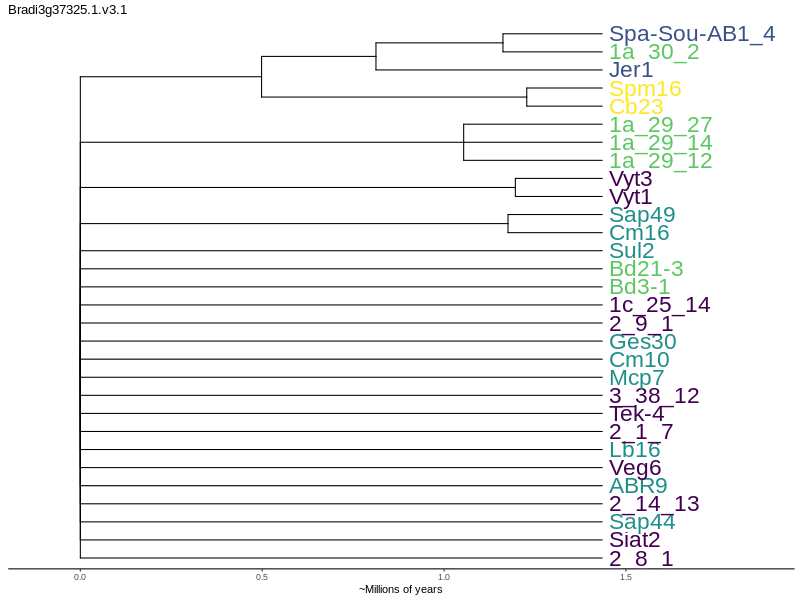 Bradi3g37325.1.v3.1
Spa-Sou-AB1_4
1a_30_2
Jer1
Spm16
Cb23
1a_29_27
1a_29_14
1a_29_12
Vyt3
Vyt1
Sap49
Cm16
Sul2
Bd21-3
Bd3-1
1c_25_14
2_9_1
Ges30
Cm10
Mcp7
3_38_12
Tek-4
2_1_7
Lb16
Veg6
ABR9
2_14_13
Sap44
Siat2
2_8_1
0.0 0.5 1.0 1.5
~Millions of years